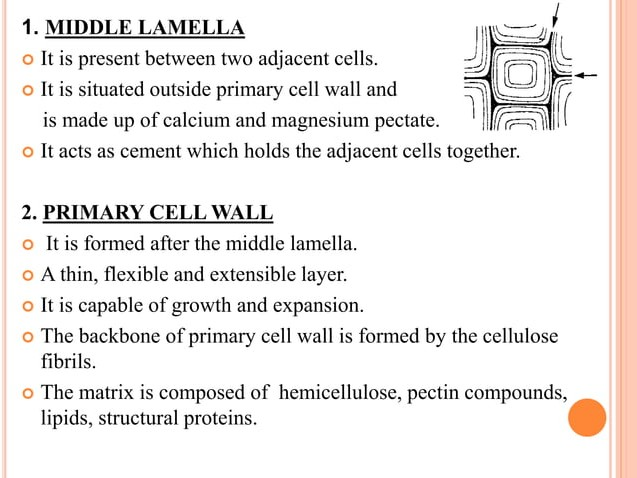 1. MIDDLE LAMELLA
It is present between two adjacent cells.
It is situated outside primary cell wall and
is made up of calcium and magnesium pectate.
It acts as cement which holds the adjacent cells together.
2. PRIMARY CELL WALL
It is formed after the middle lamella.
A thin, flexible and extensible layer.
It is capable of growth and expansion.
The backbone of primary cell wall is formed by the cellulose
fibrils.
The matrix is composed of hemicellulose, pectin compounds,
lipids, structural proteins.